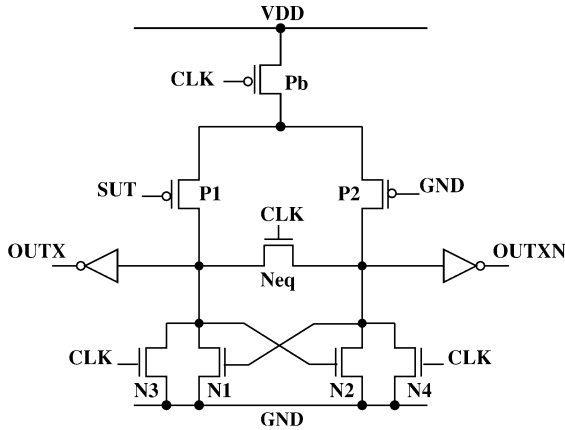 VDD
CLK
Pb
SUT
P1
P2
GND
CLK
OUTX
OUTXN
Neq
CLK
CLK
N3
N1
N2
N4
GND